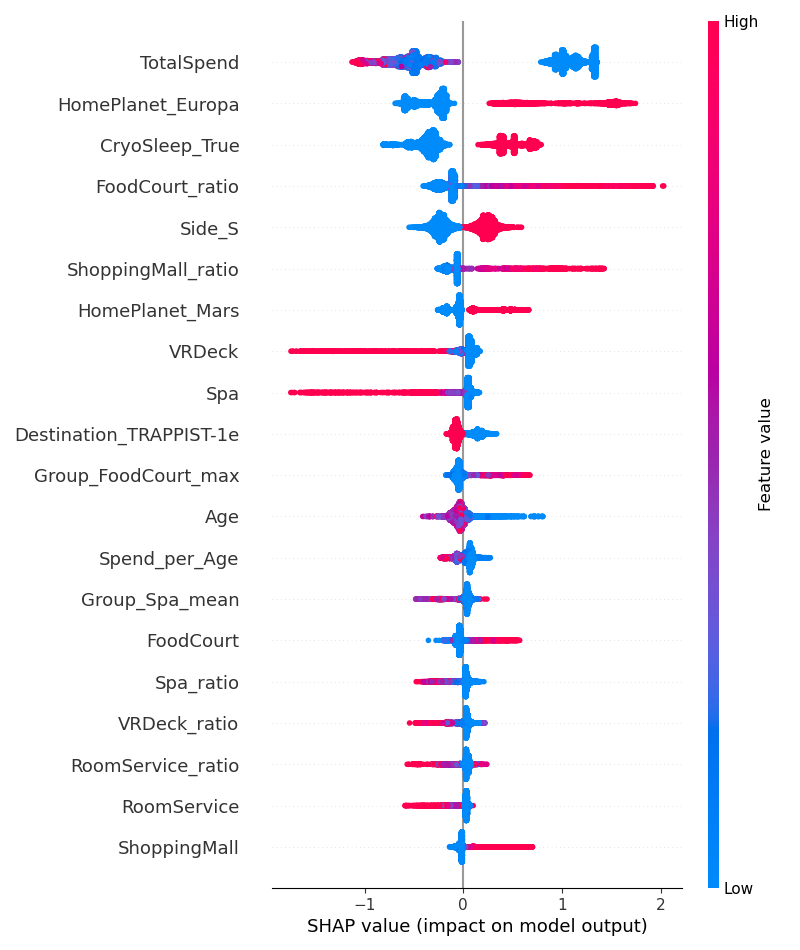 High
TotalSpend
HomePlanet_Europa
CryoSleep_True
FoodCourt_ratio
Side_S
ShoppingMall_ratio
HomePlanet_Mars
VRDeck
Spa
Destination_TRAPPIST-1e
Group_FoodCourt_max
Age
Spend_per_Age
Group_Spa_mean
FoodCourt
Spa_ratio
VRDeck_ratio
RoomService_ratio
RoomService
ShoppingMall
Feature value
Low
−1 0 1 2
SHAP value (impact on model output)